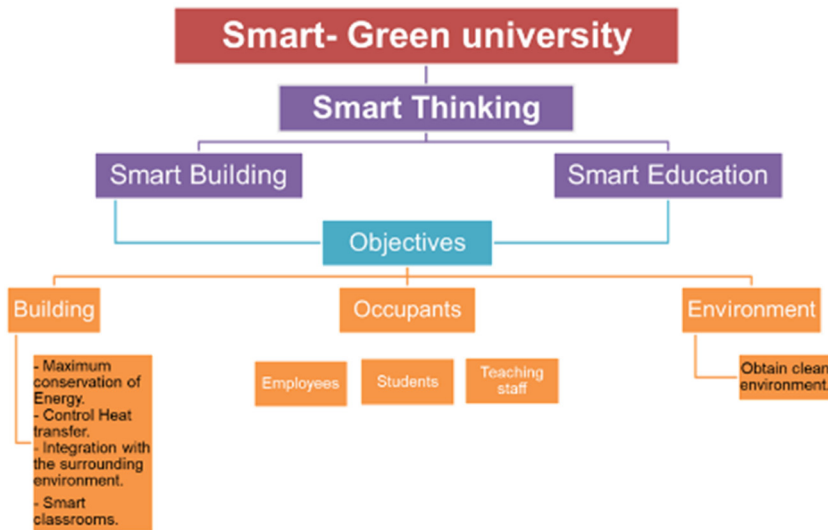 Smart- Green university
Smart Thinking
Smart Building
Smart Education
Objectives
Building
Occupants
Environment
- Maximum
conservation of
Energy.
- Control Heat
transfer.
- Integration with
the surrounding
environment.
- Smart
classrooms.
Employees
Students
Teaching
staff
Obtain clean
environment.